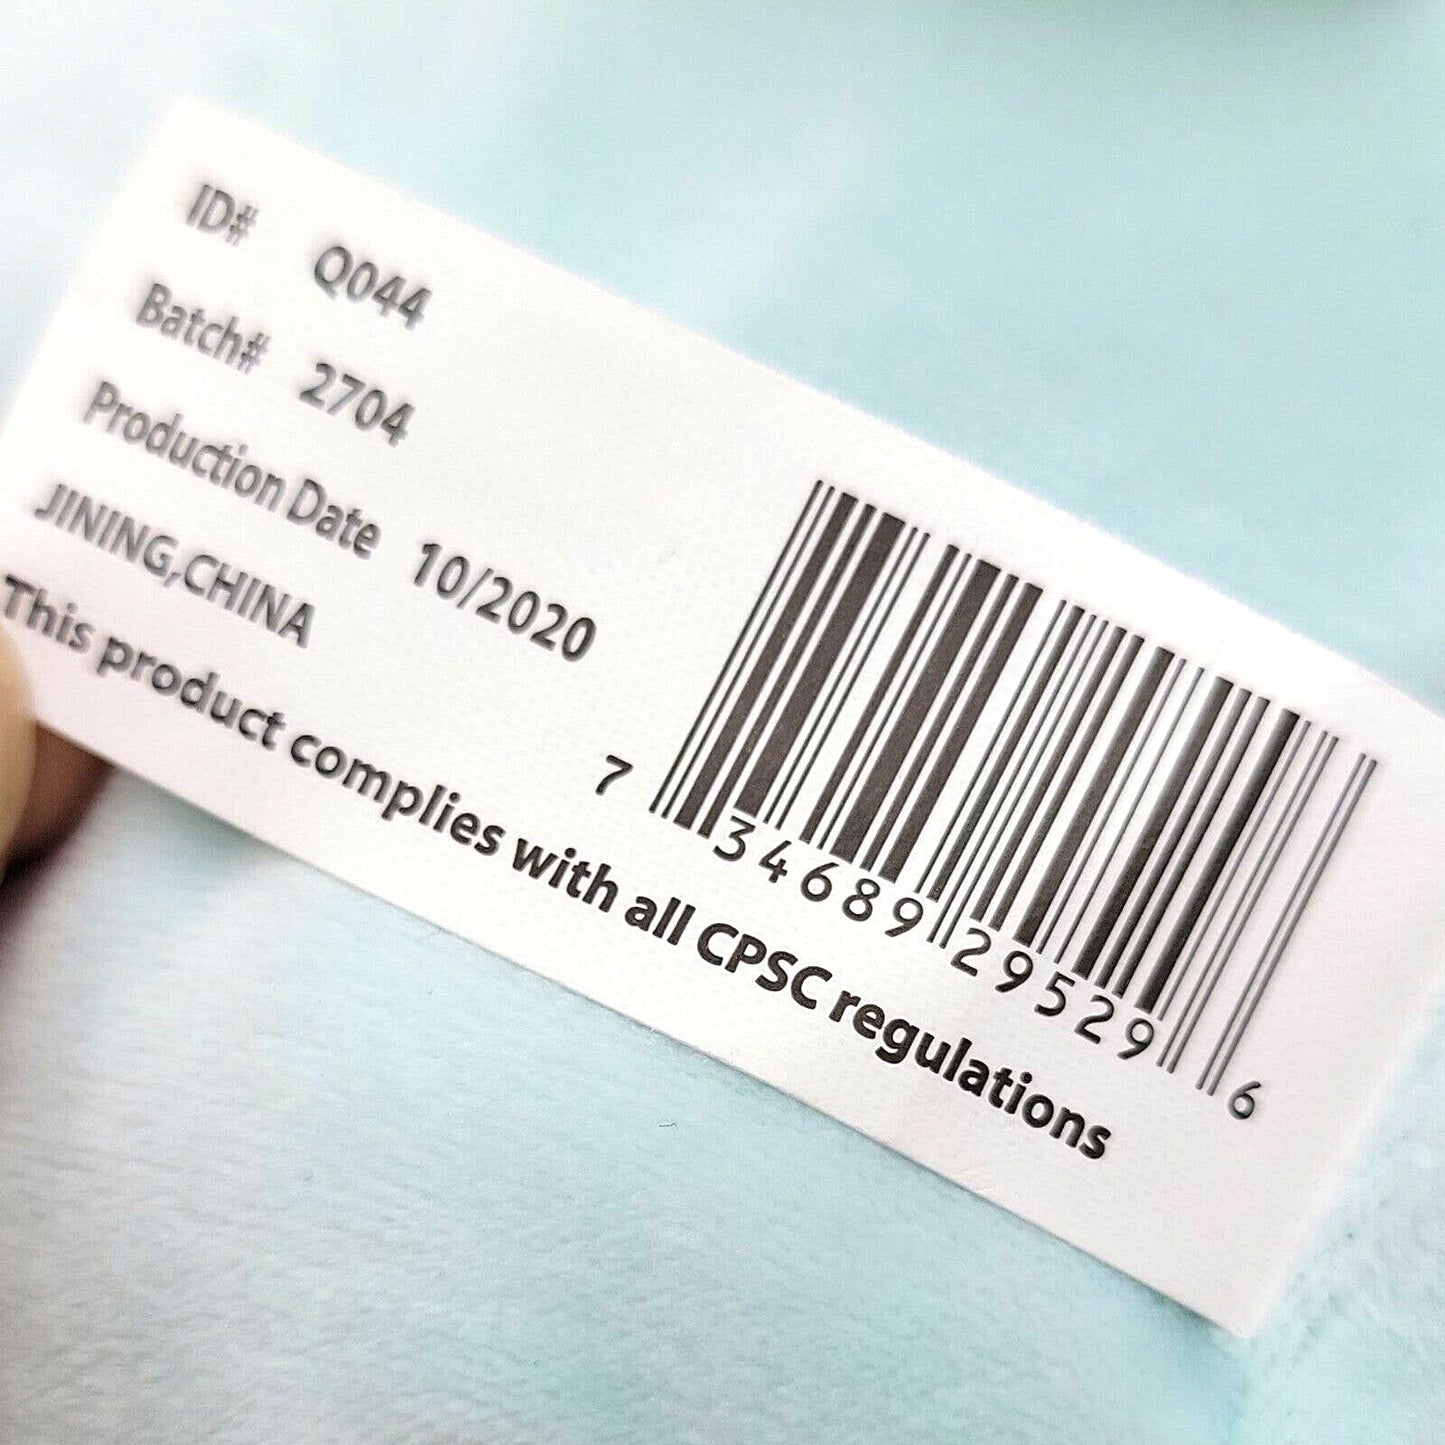 ID# Q044
Batch# 2704
Production Date 10/2020
JINING,CHINA
This product complies with all CPSC regulations
7 34689 29529 6